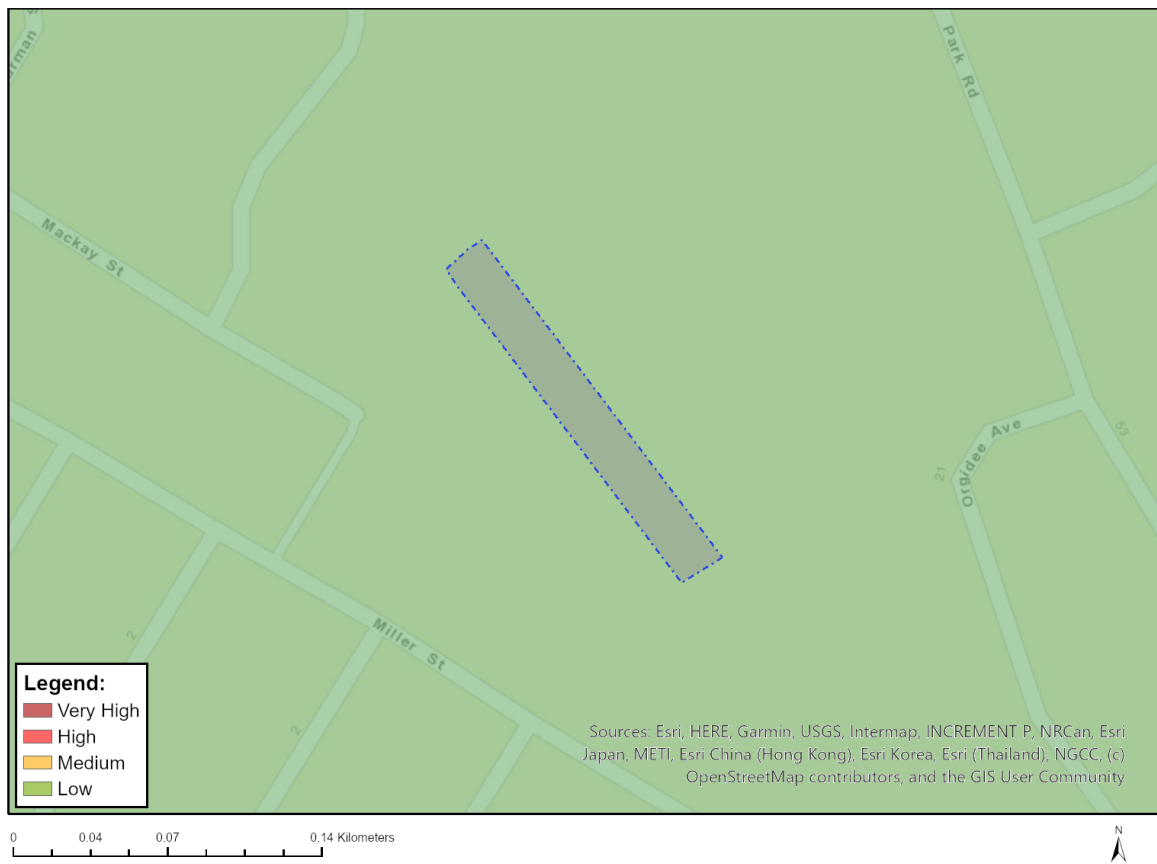 arman S
Park Rd
Mackay St
53
Orgidee Ave
21
Miller St
2
2
Legend:
Very High
High
Medium
Low
Sources: Esri, HERE, Garmin, USGS, Intermap, INCREMENT P, NRCan, Esri
Japan, METI, Esri China (Hong Kong), Esri Korea, Esri (Thailand), NGCC, (c)
OpenStreetMap contributors, and the GIS User Community
0 0.04 0.07 0.14 Kilometers
N